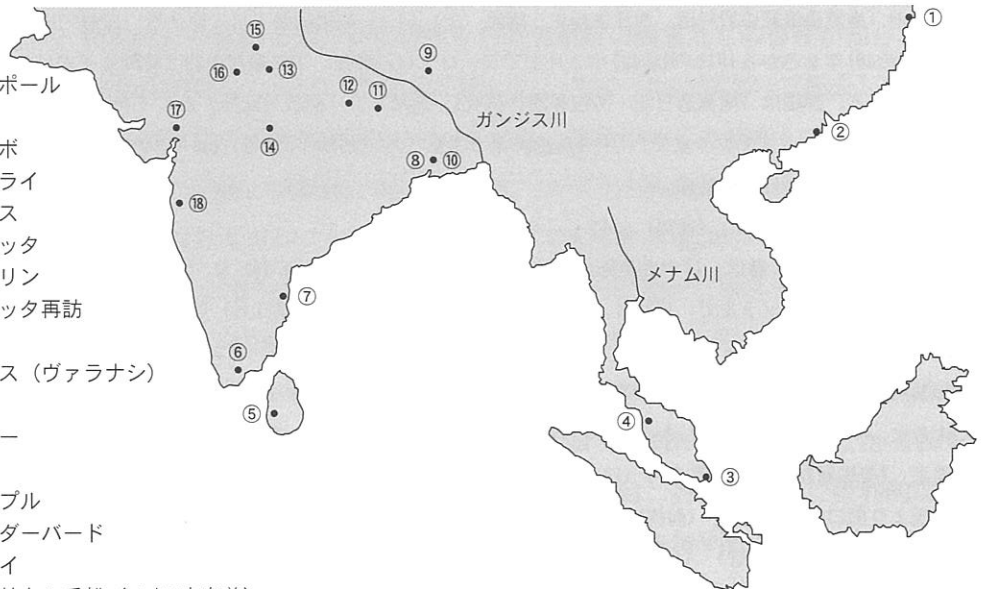 ポール
ボ
ライ
ス
ッタ
リン
ッタ再訪
ス（ヴァラナシ）
ー
プル
ダーバード
イ
①
②
③
④
⑤
⑥
⑦
⑧
⑩
⑨
⑪
⑫
⑬
⑭
⑮
⑯
⑰
⑱
ガンジス川
メナム川